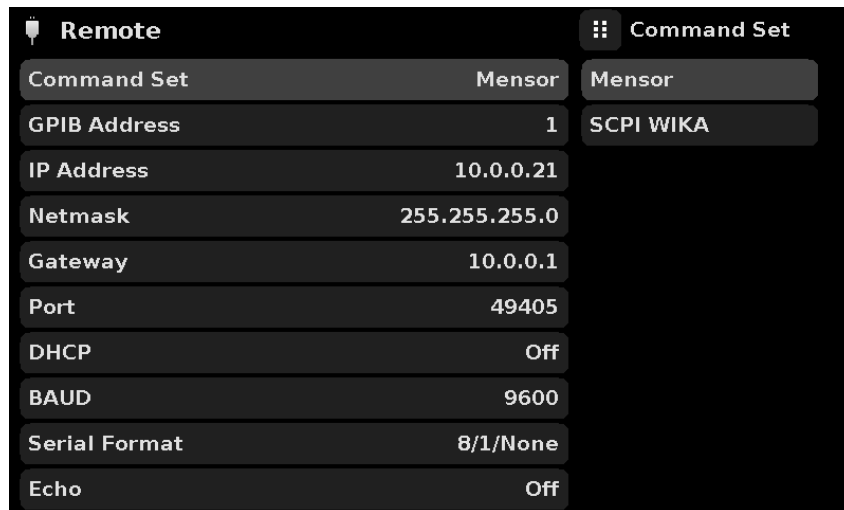 Remote
Command Set Mensor
GPIB Address 1
IP Address 10.0.0.21
Netmask 255.255.255.0
Gateway 10.0.0.1
Port 49405
DHCP Off
BAUD 9600
Serial Format 8/1/None
Echo Off
Command Set
Mensor
SCPI WIKA